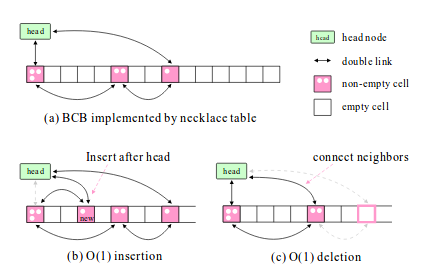 head
head
head node
double link
non-empty cell
empty cell
(a) BCB implemented by necklace table
Insert after head
connect neighbors
head
head
new
(b) O(1) insertion
(c) O(1) deletion